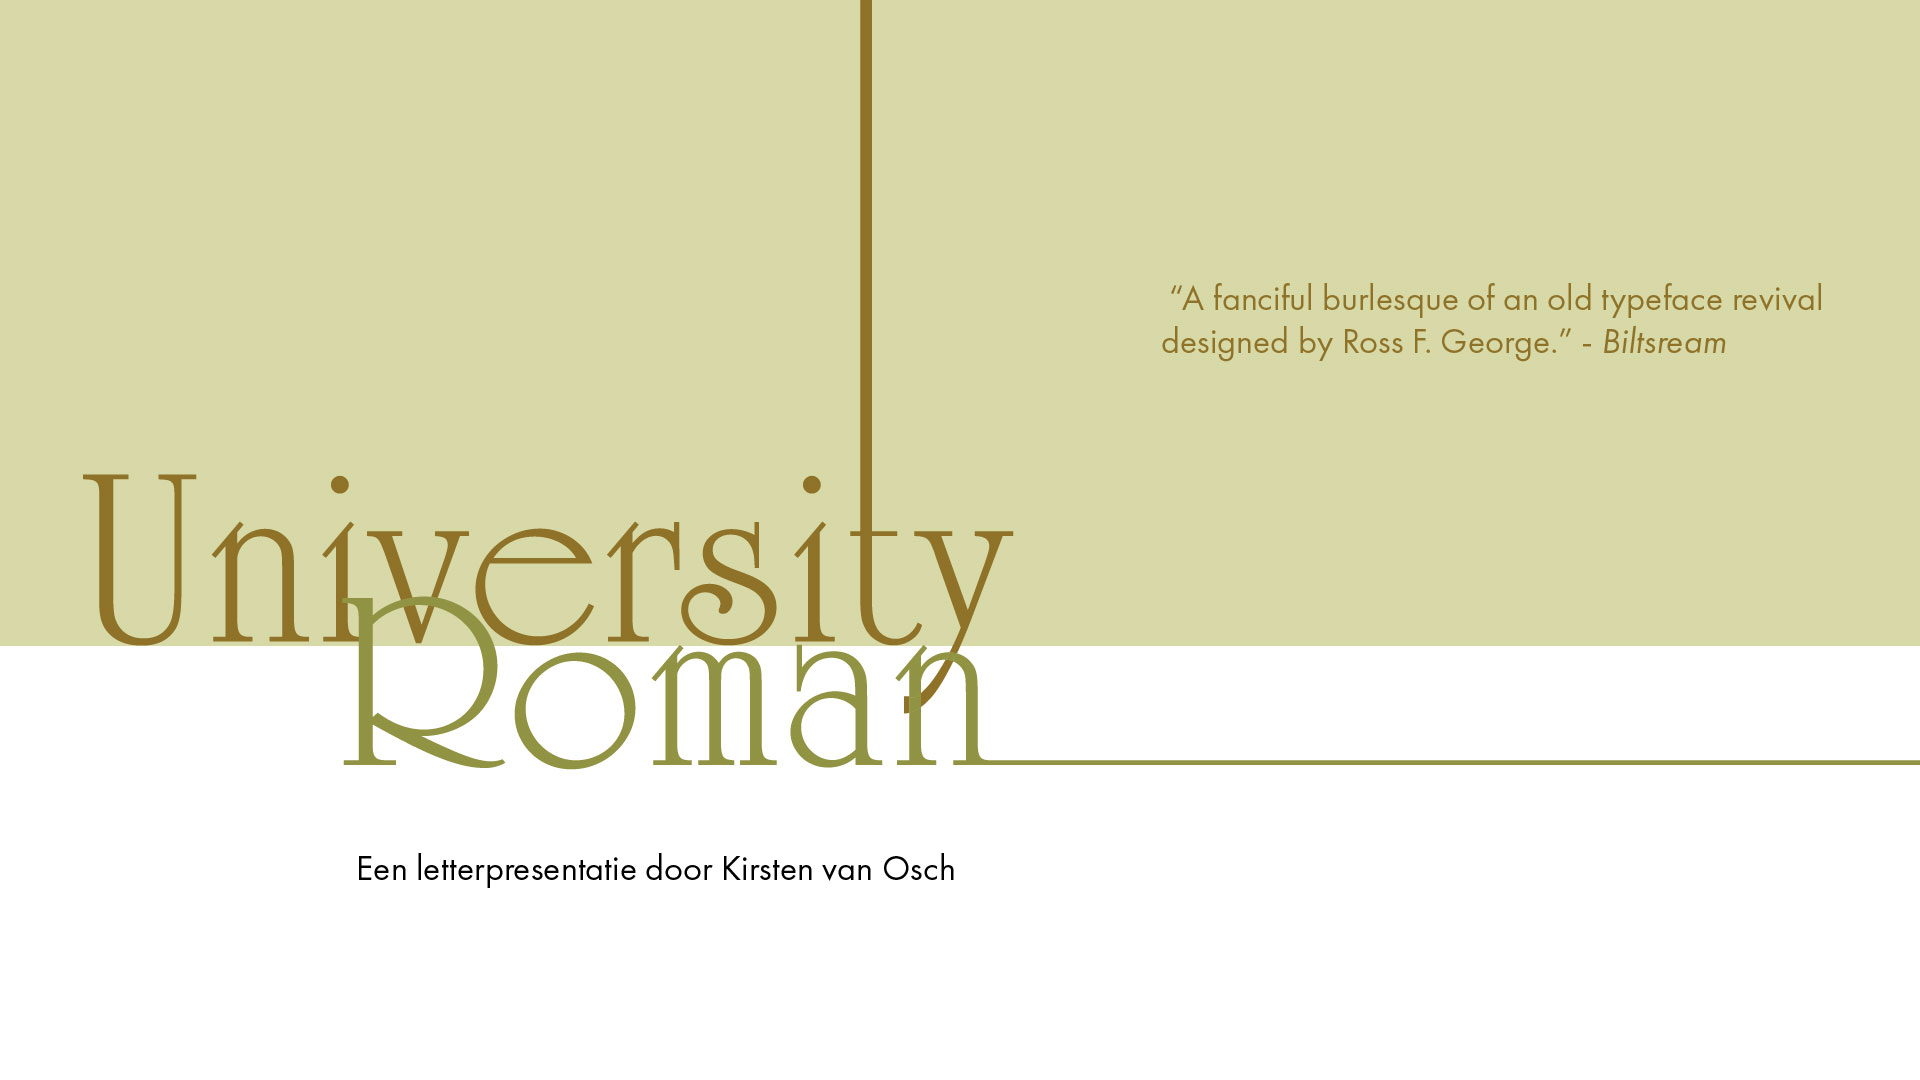 “A fanciful burlesque of an old typeface revival
designed by Ross F. George.” - Biltsream
University
Roman
Een letterpresentatie door Kirsten van Osch